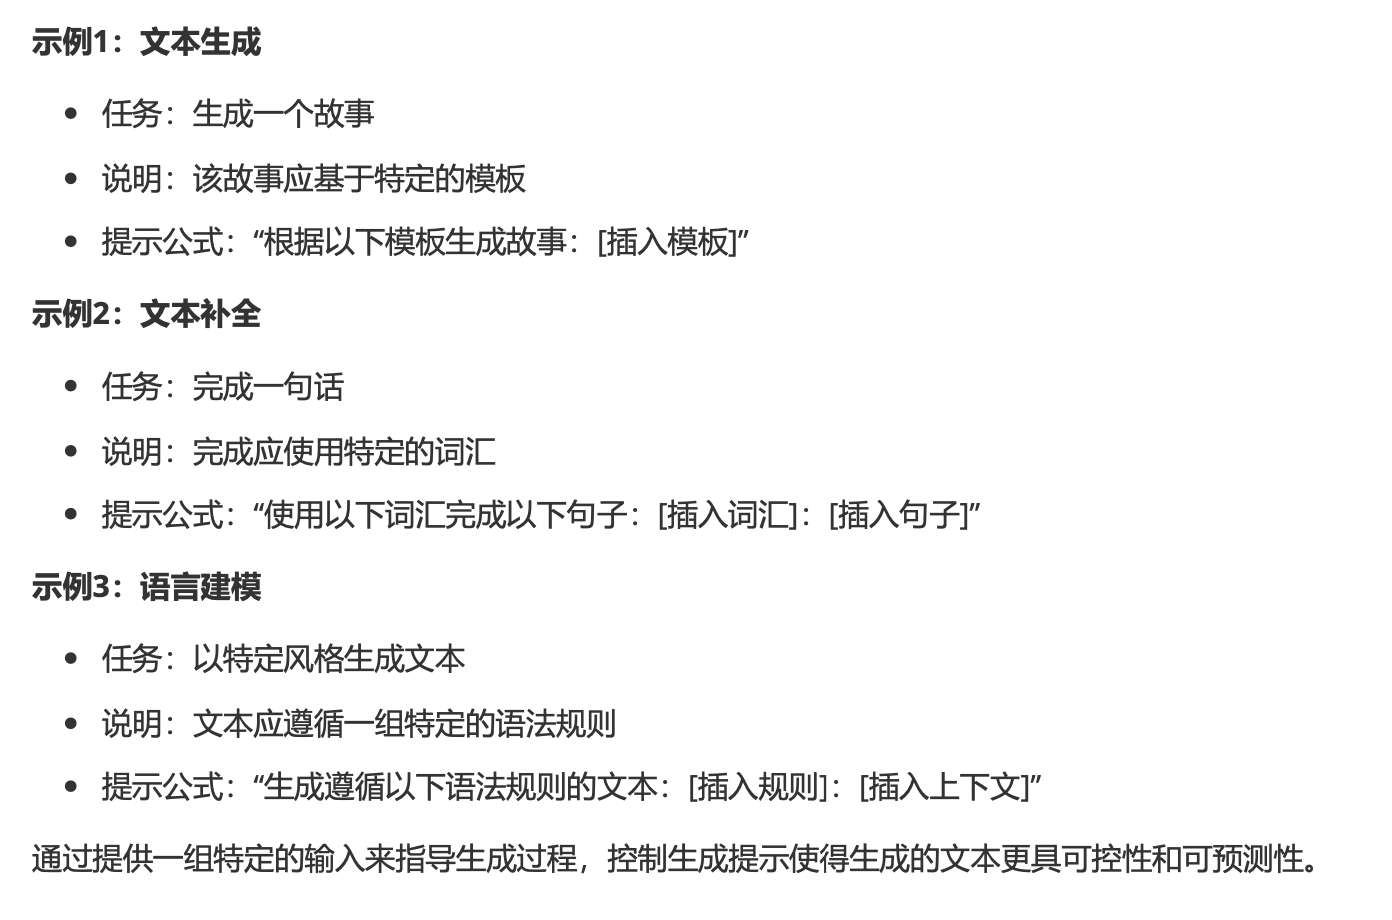 示例1：文本生成
• 任务：生成一个故事
• 说明：该故事应基于特定的模板
• 提示公式：“根据以下模板生成故事：[插入模板]”
示例2：文本补全
• 任务：完成一句话
• 说明：完成应使用特定的词汇
• 提示公式：“使用以下词汇完成以下句子：[插入词汇]：[插入句子]”
示例3：语言建模
• 任务：以特定风格生成文本
• 说明：文本应遵循一组特定的语法规则
• 提示公式：“生成遵循以下语法规则的文本：[插入规则]：[插入上下文]”
通过提供一组特定的输入来指导生成过程，控制生成提示使得生成的文本更具可控性和可预测性。